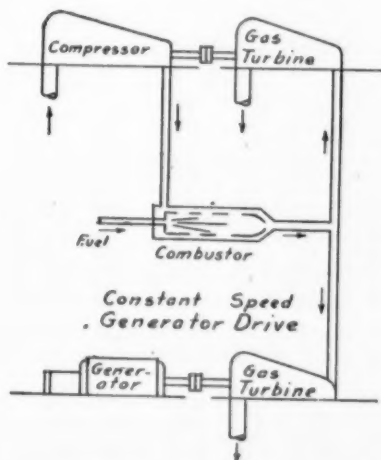 Compressor
Gas
Turbine
Fuel
Combustor
Constant Speed
Generator Drive
Gener-
ator
Gas
Turbine